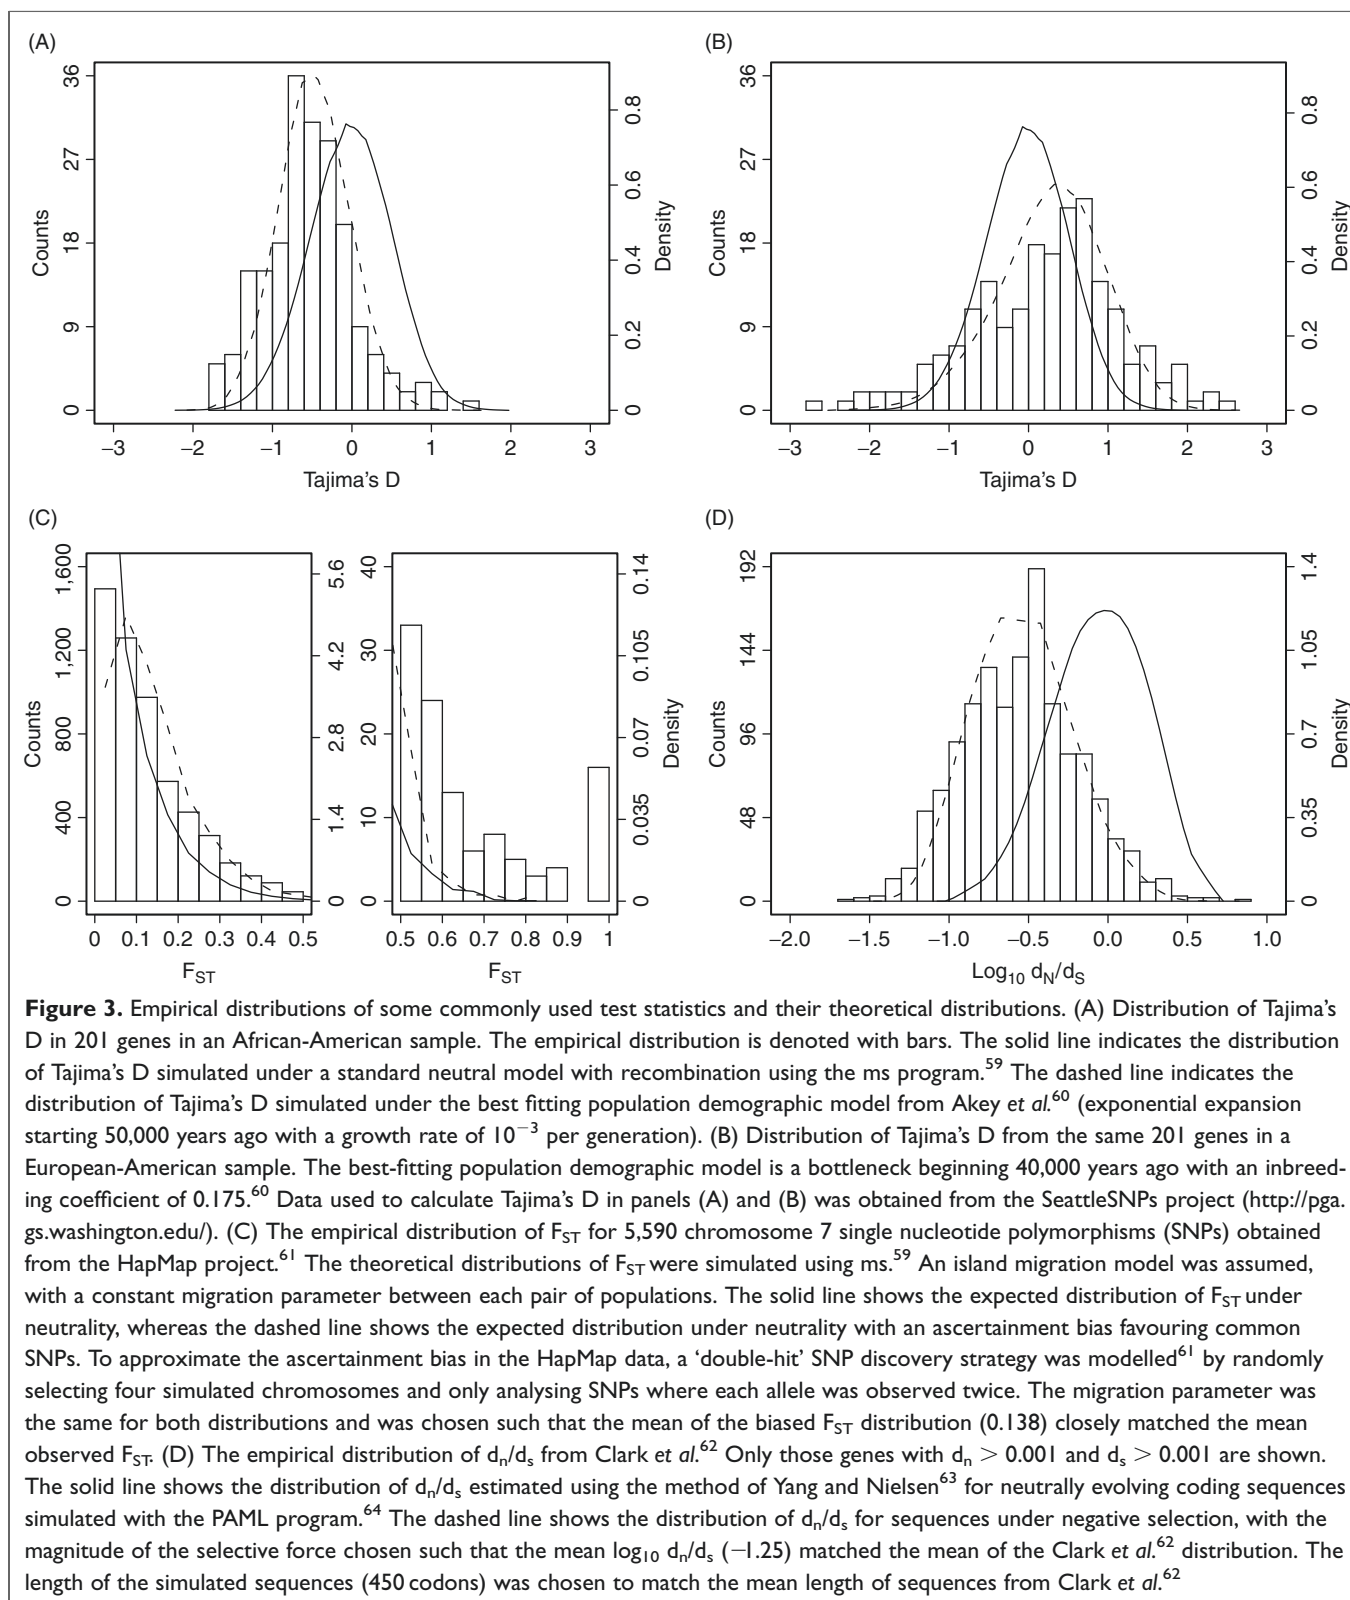 (A)
36
27
18
9
0
Counts
0.8
0.6
0.4
0.2
0
Density
−3 −2 −1 0 1 2 3
Tajima's D
(B)
36
27
18
9
0
Counts
0.8
0.6
0.4
0.2
0
Density
−3 −2 −1 0 1 2 3
Tajima's D
(C)
1,600
1,200
800
400
0
Counts
5.6
4.2
2.8
1.4
0
0 0.1 0.2 0.3 0.4 0.5
F_ST
40
30
20
10
0
0.14
0.105
0.07
0.035
0
Density
0.5 0.6 0.7 0.8 0.9 1
F_ST
(D)
192
144
96
48
0
Counts
1.4
1.05
0.7
0.35
0
Density
−2.0 −1.5 −1.0 −0.5 0.0 0.5 1.0
Log₁₀ d_N/d_S
Figure 3. Empirical distributions of some commonly used test statistics and their theoretical distributions. (A) Distribution of Tajima's
D in 201 genes in an African-American sample. The empirical distribution is denoted with bars. The solid line indicates the distribution
of Tajima's D simulated under a standard neutral model with recombination using the ms program.⁵⁹ The dashed line indicates the
distribution of Tajima's D simulated under the best fitting population demographic model from Akey et al.⁶⁰ (exponential expansion
starting 50,000 years ago with a growth rate of 10⁻³ per generation). (B) Distribution of Tajima's D from the same 201 genes in a
European-American sample. The best-fitting population demographic model is a bottleneck beginning 40,000 years ago with an inbreed-
ing coefficient of 0.175.⁶⁰ Data used to calculate Tajima's D in panels (A) and (B) was obtained from the SeattleSNPs project (http://pga.
gs.washington.edu/). (C) The empirical distribution of F_ST for 5,590 chromosome 7 single nucleotide polymorphisms (SNPs) obtained
from the HapMap project.⁶¹ The theoretical distributions of F_ST were simulated using ms.⁵⁹ An island migration model was assumed,
with a constant migration parameter between each pair of populations. The solid line shows the expected distribution of F_ST under
neutrality, whereas the dashed line shows the expected distribution under neutrality with an ascertainment bias favouring common
SNPs. To approximate the ascertainment bias in the HapMap data, a 'double-hit' SNP discovery strategy was modelled⁶¹ by randomly
selecting four simulated chromosomes and only analysing SNPs where each allele was observed twice. The migration parameter was
the same for both distributions and was chosen such that the mean of the biased F_ST distribution (0.138) closely matched the mean
observed F_ST. (D) The empirical distribution of dₙ/dₛ from Clark et al.⁶² Only those genes with dₙ > 0.001 and dₛ > 0.001 are shown.
The solid line shows the distribution of dₙ/dₛ estimated using the method of Yang and Nielsen⁶³ for neutrally evolving coding sequences
simulated with the PAML program.⁶⁴ The dashed line shows the distribution of dₙ/dₛ for sequences under negative selection, with the
magnitude of the selective force chosen such that the mean log₁₀ dₙ/dₛ (−1.25) matched the mean of the Clark et al.⁶² distribution. The
length of the simulated sequences (450 codons) was chosen to match the mean length of sequences from Clark et al.⁶²